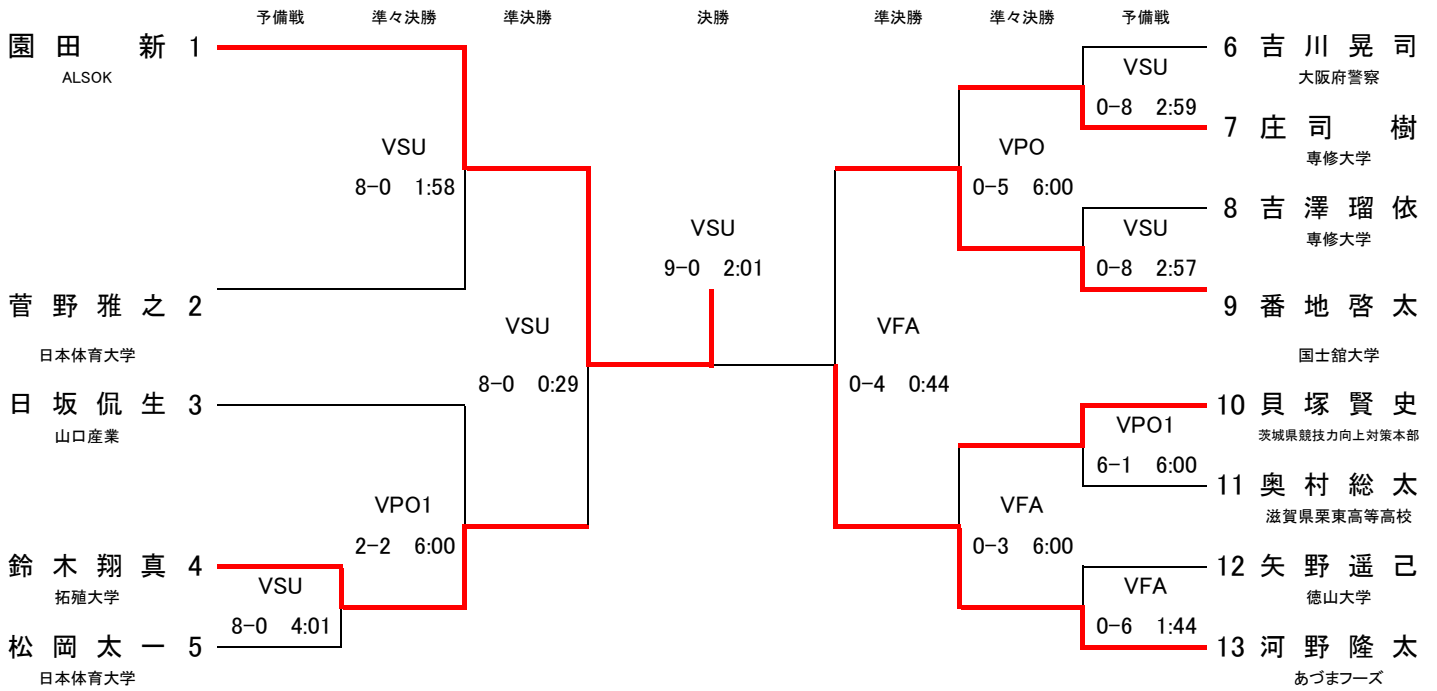 予備戦 準々決勝 準決勝 決勝 準決勝 準々決勝 予備戦
園田 新 1
ALSOK
VSU
8-0 1:58
菅野雅之 2
日本体育大学
日坂侃生 3
山口産業
VPO1
2-2 6:00
鈴木翔真 4
拓殖大学
VSU
8-0 4:01
松岡太一 5
日本体育大学
VSU
8-0 0:29
VSU
9-0 2:01
VFA
0-4 0:44
6 吉川晃司
大阪府警察
VSU
0-8 2:59
7 庄司 樹
専修大学
VPO
0-5 6:00
8 吉澤瑠依
専修大学
VSU
0-8 2:57
9 番地啓太
国士舘大学
10 貝塚賢史
茨城県競技力向上対策本部
VPO1
6-1 6:00
11 奥村総太
滋賀県栗東高等高校
VFA
0-3 6:00
12 矢野遥己
徳山大学
VFA
0-6 1:44
13 河野隆太
あづまフーズ